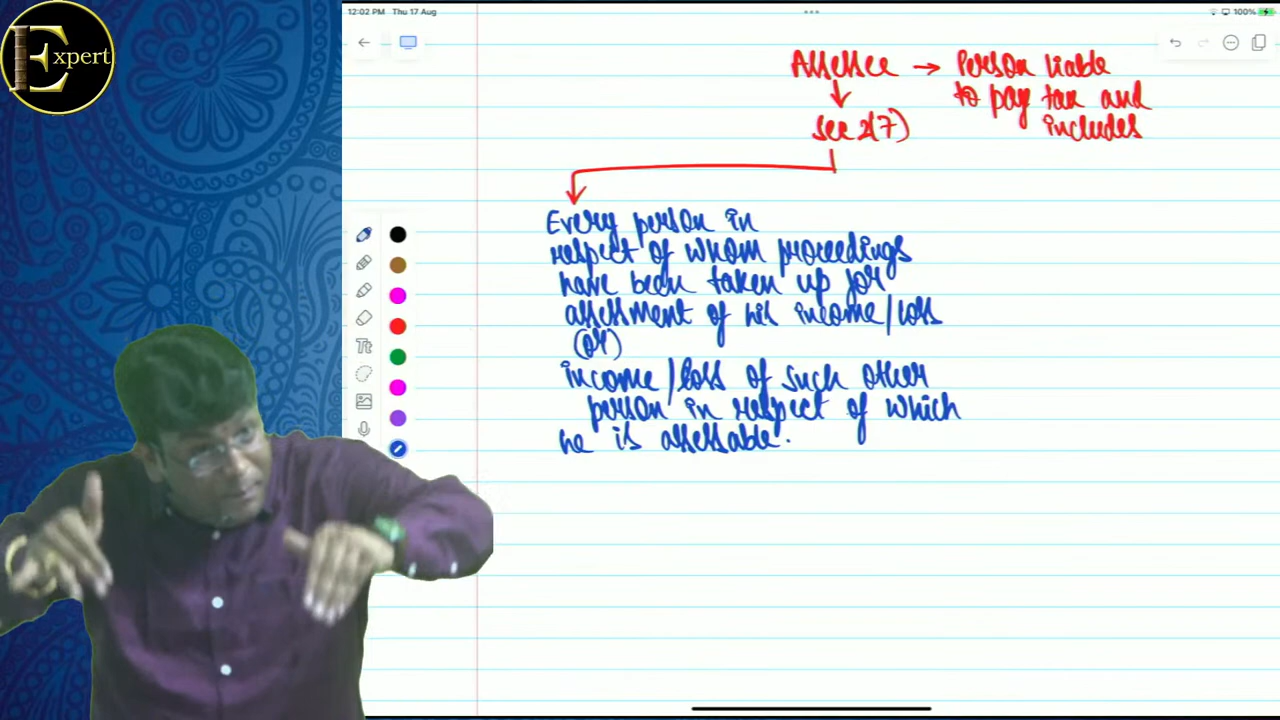 12:02 PM Thu 17 Aug
100%
Expert
Assessee → Person liable
to pay tax and
includes
sec 2(7)
Every person in
respect of whom proceedings
have been taken up for
assessment of his income/loss
(or)
income/loss of such other
person in respect of which
he is assessable.
Tt